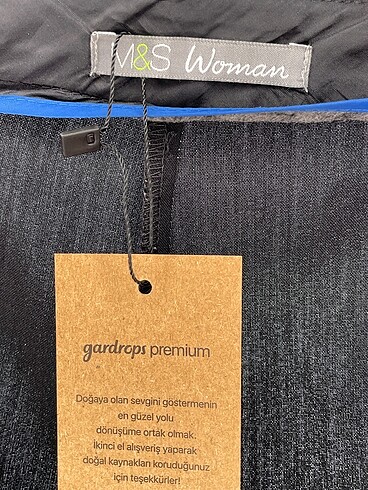 M&S Woman
gardrops premium
Doğaya olan sevgini göstermenin
en güzel yolu
dönüşüme ortak olmak.
İkinci el alışveriş yaparak
doğal kaynakları koruduğunuz
için teşekkürler!